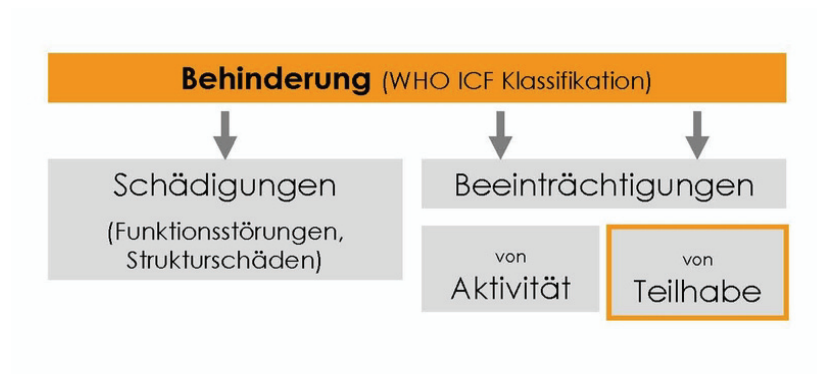 Behinderung (WHO ICF Klassifikation)
Schädigungen
(Funktionsstörungen,
Strukturschäden)
Beeinträchtigungen
von
Aktivität
von
Teilhabe